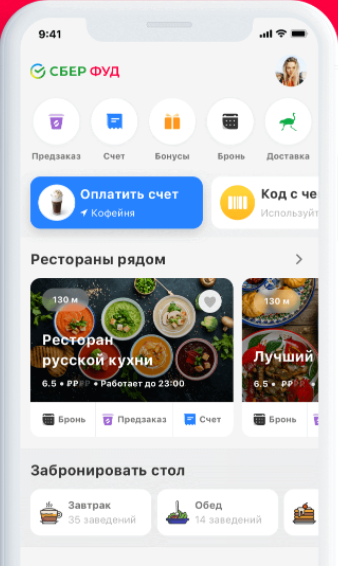 9:41
СБЕР ФУД
Предзаказ
Счет
Бонусы
Бронь
Доставка
Оплатить счет
Кофейня
Код с че
Используйт
Рестораны рядом
130 м
130 м
Ресторан
русской кухни
6.5 • ₽₽₽₽ • Работает до 23:00
Лучший
6.5 • ₽₽
Бронь
Предзаказ
Счет
Бронь
Забронировать стол
Завтрак
35 заведений
Обед
14 заведений